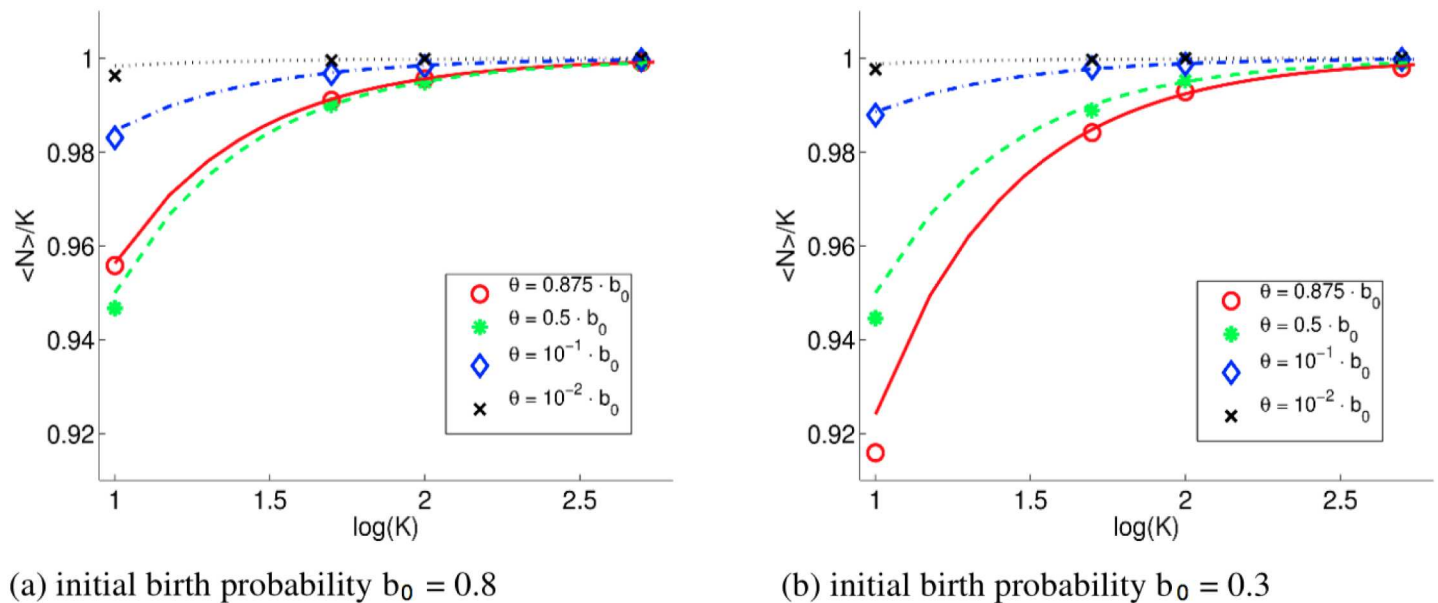 1
0.98
0.96
0.94
0.92
<N>/K
θ = 0.875 · b₀
θ = 0.5 · b₀
θ = 10⁻¹ · b₀
θ = 10⁻² · b₀
1 1.5 2 2.5
log(K)
(a) initial birth probability b₀ = 0.8
1
0.98
0.96
0.94
0.92
<N>/K
θ = 0.875 · b₀
θ = 0.5 · b₀
θ = 10⁻¹ · b₀
θ = 10⁻² · b₀
1 1.5 2 2.5
log(K)
(b) initial birth probability b₀ = 0.3